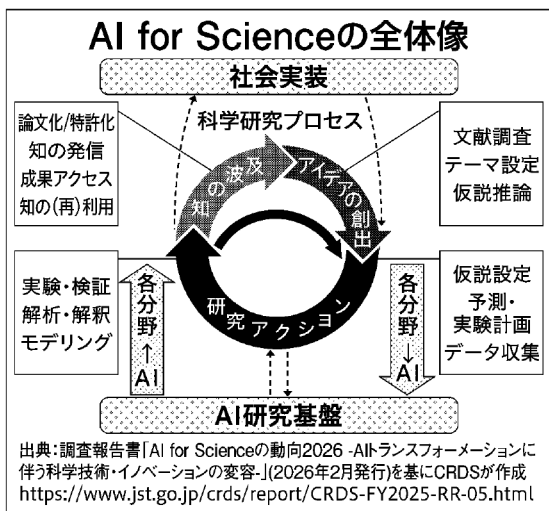 AI for Scienceの全体像
社会実装
科学研究プロセス
論文化/特許化
知の発信
成果アクセス
知の(再)利用
文献調査
テーマ設定
仮説推論
知の波及
アイデアの創出
研究アクション
実験・検証
解析・解釈
モデリング
各分野↑AI
各分野↓AI
仮説設定
予測・
実験計画
データ収集
AI研究基盤
出典：調査報告書「AI for Scienceの動向2026 -AIトランスフォーメーションに
伴う科学技術・イノベーションの変容-」(2026年2月発行)を基にCRDSが作成
https://www.jst.go.jp/crds/report/CRDS-FY2025-RR-05.html